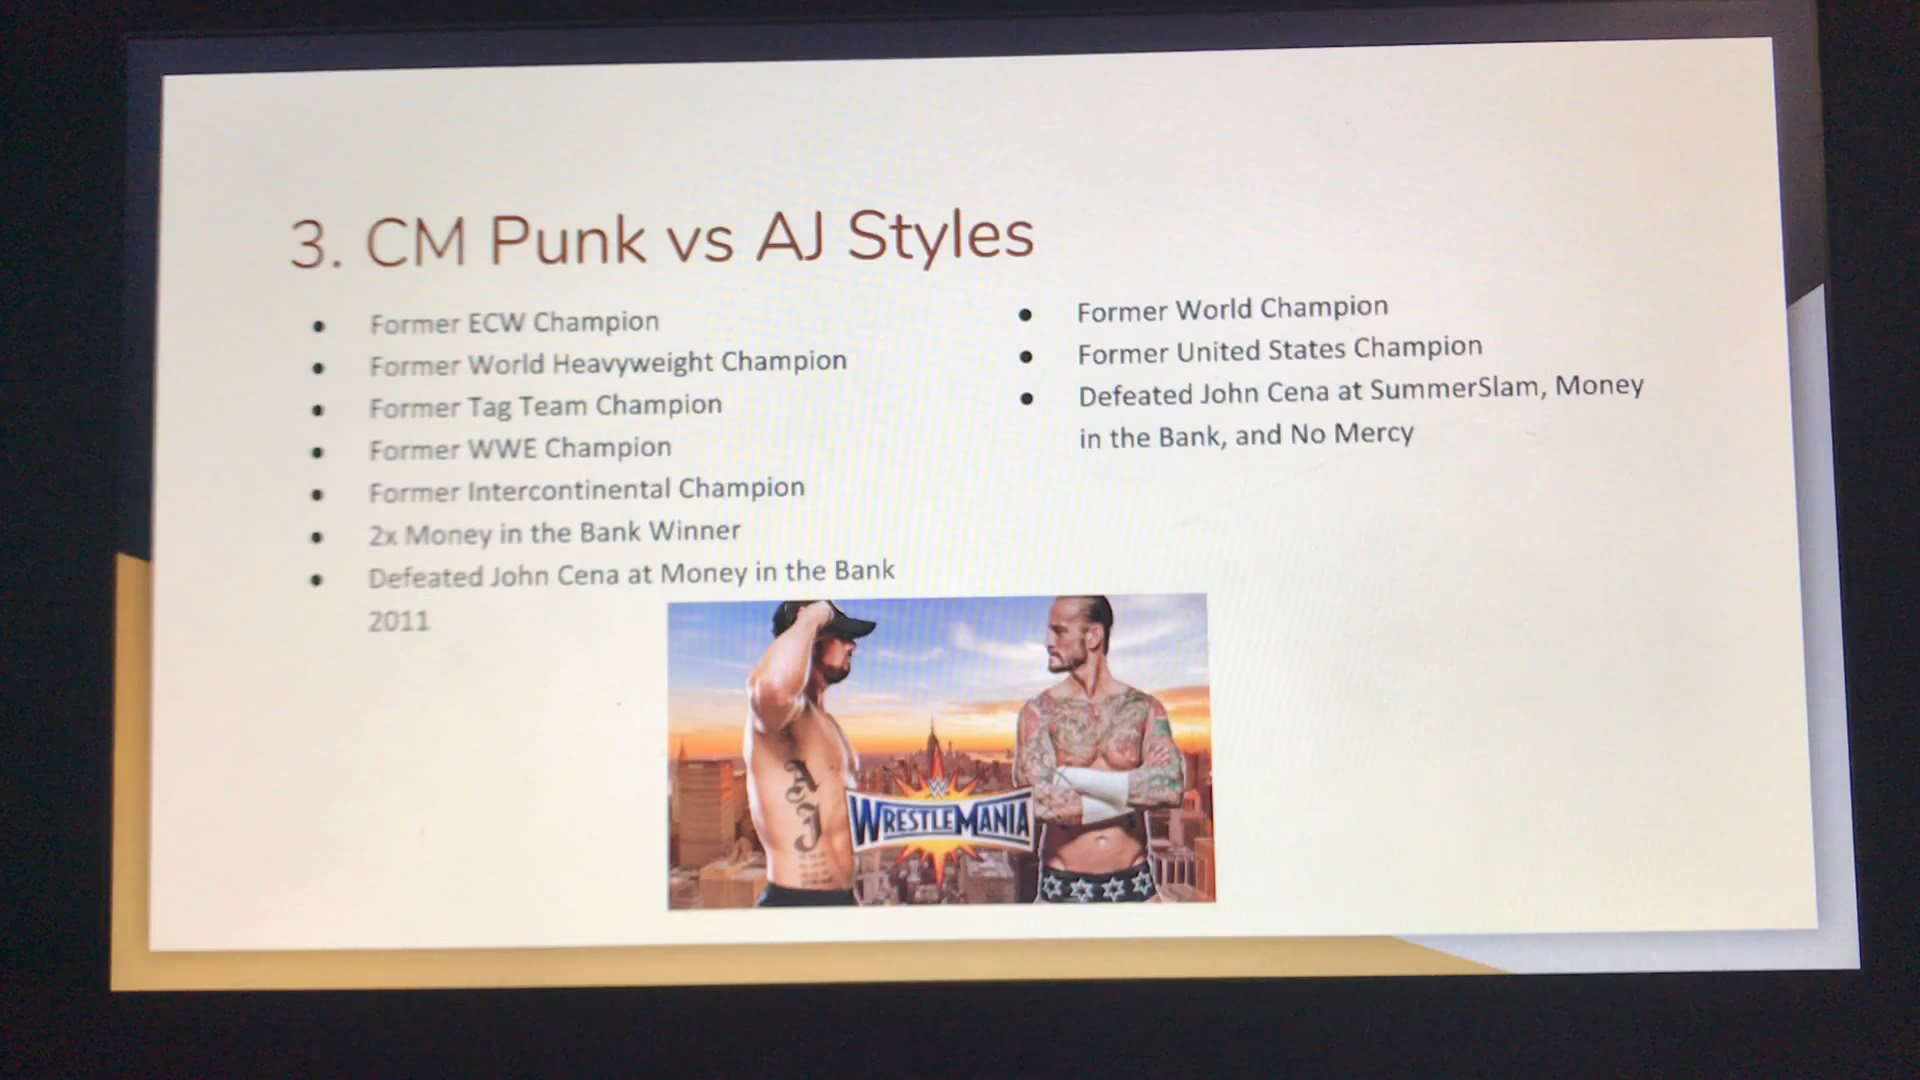 3. CM Punk vs AJ Styles
● Former ECW Champion
● Former World Heavyweight Champion
● Former Tag Team Champion
● Former WWE Champion
● Former Intercontinental Champion
● 2x Money in the Bank Winner
● Defeated John Cena at Money in the Bank
2011
● Former World Champion
● Former United States Champion
● Defeated John Cena at SummerSlam, Money
in the Bank, and No Mercy
AJ
W
WRESTLEMANIA